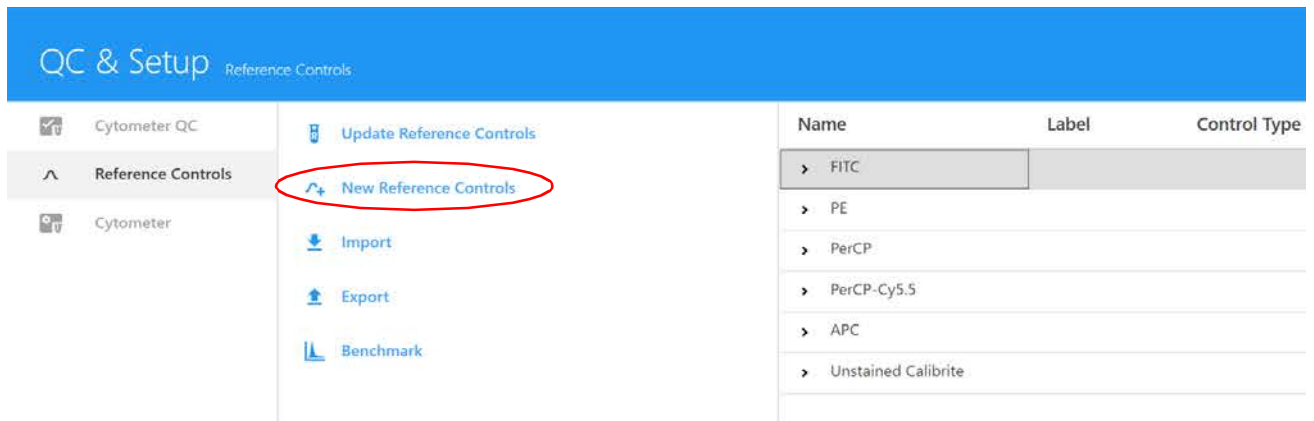 QC & Setup Reference Controls
Cytometer QC
Reference Controls
Cytometer
Update Reference Controls
New Reference Controls
Import
Export
Benchmark
Name Label Control Type
FITC
PE
PerCP
PerCP-Cy5.5
APC
Unstained Calibrite